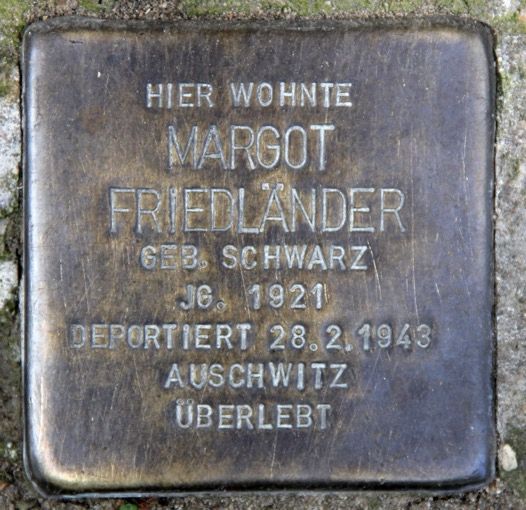 HIER WOHNTE
MARGOT
FRIEDLÄNDER
GEB. SCHWARZ
JG. 1921
DEPORTIERT 28.2.1943
AUSCHWITZ
ÜBERLEBT